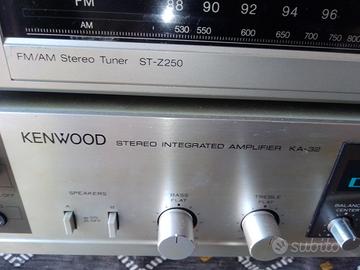 FM 88 90 92 94 96
AM 530 550 600 650 700 750 800
FM/AM Stereo Tuner ST-Z250
KENWOOD STEREO INTEGRATED AMPLIFIER KA-32
SPEAKERS
A B
BASS
FLAT
TREBLE
FLAT
BALANCE
CENTER
subito